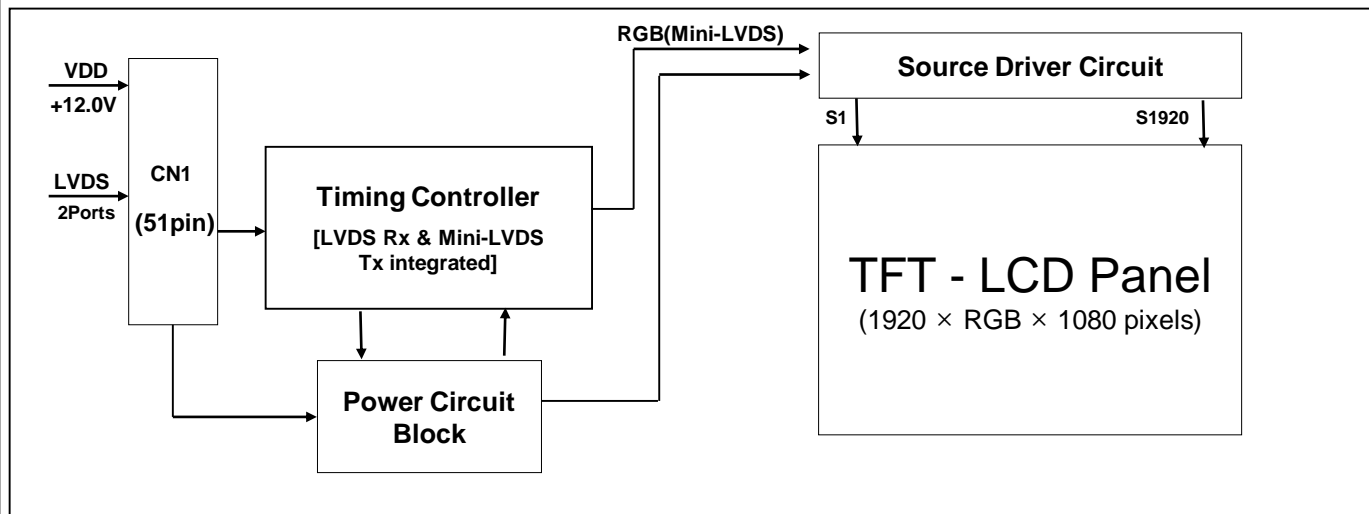 VDD
+12.0V
LVDS
2Ports
CN1
(51pin)
Timing Controller
[LVDS Rx & Mini-LVDS
Tx integrated]
Power Circuit
Block
RGB(Mini-LVDS)
Source Driver Circuit
S1
S1920
TFT - LCD Panel
(1920 × RGB × 1080 pixels)